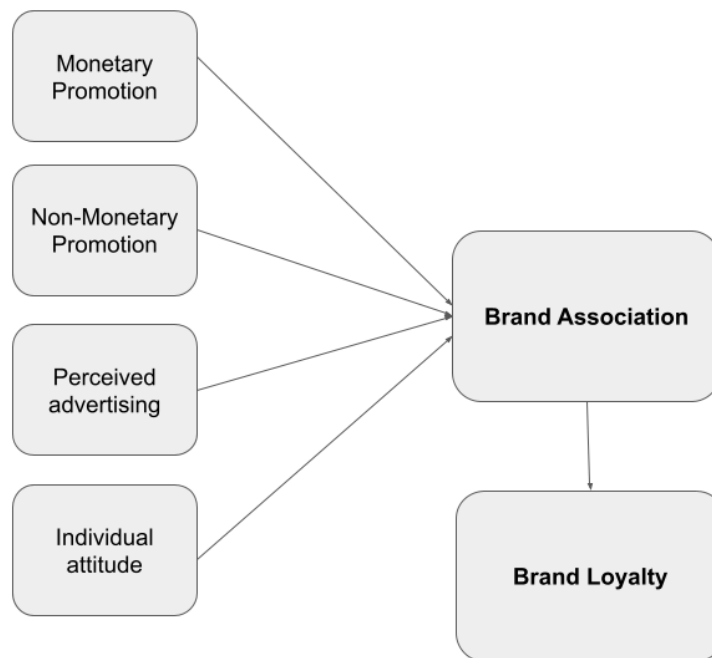 Monetary
Promotion
Non-Monetary
Promotion
Brand Association
Perceived
advertising
Individual
attitude
Brand Loyalty